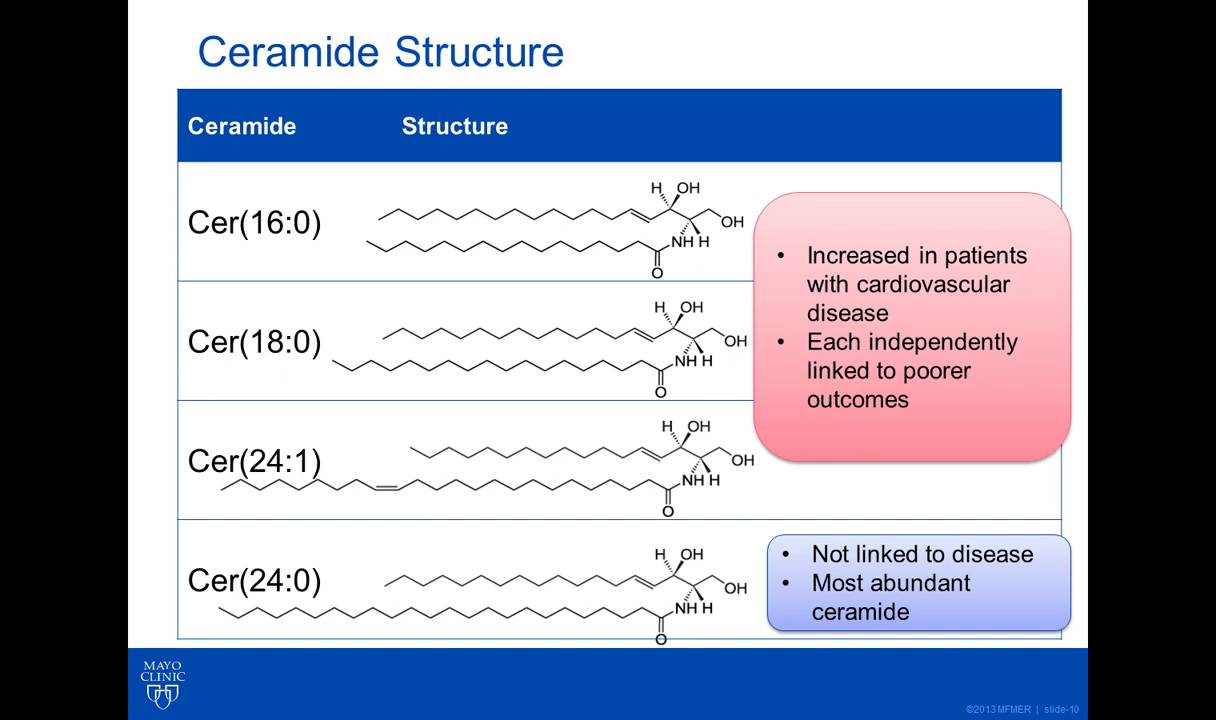 Ceramide Structure
Ceramide Structure
Cer(16:0)
H OH
OH
NH H
O
Cer(18:0)
H OH
OH
NH H
O
Cer(24:1)
H OH
OH
NH H
O
Cer(24:0)
H OH
OH
NH H
O
• Increased in patients
with cardiovascular
disease
• Each independently
linked to poorer
outcomes
• Not linked to disease
• Most abundant
ceramide
MAYO
CLINIC
©2013 MFMER | slide-10